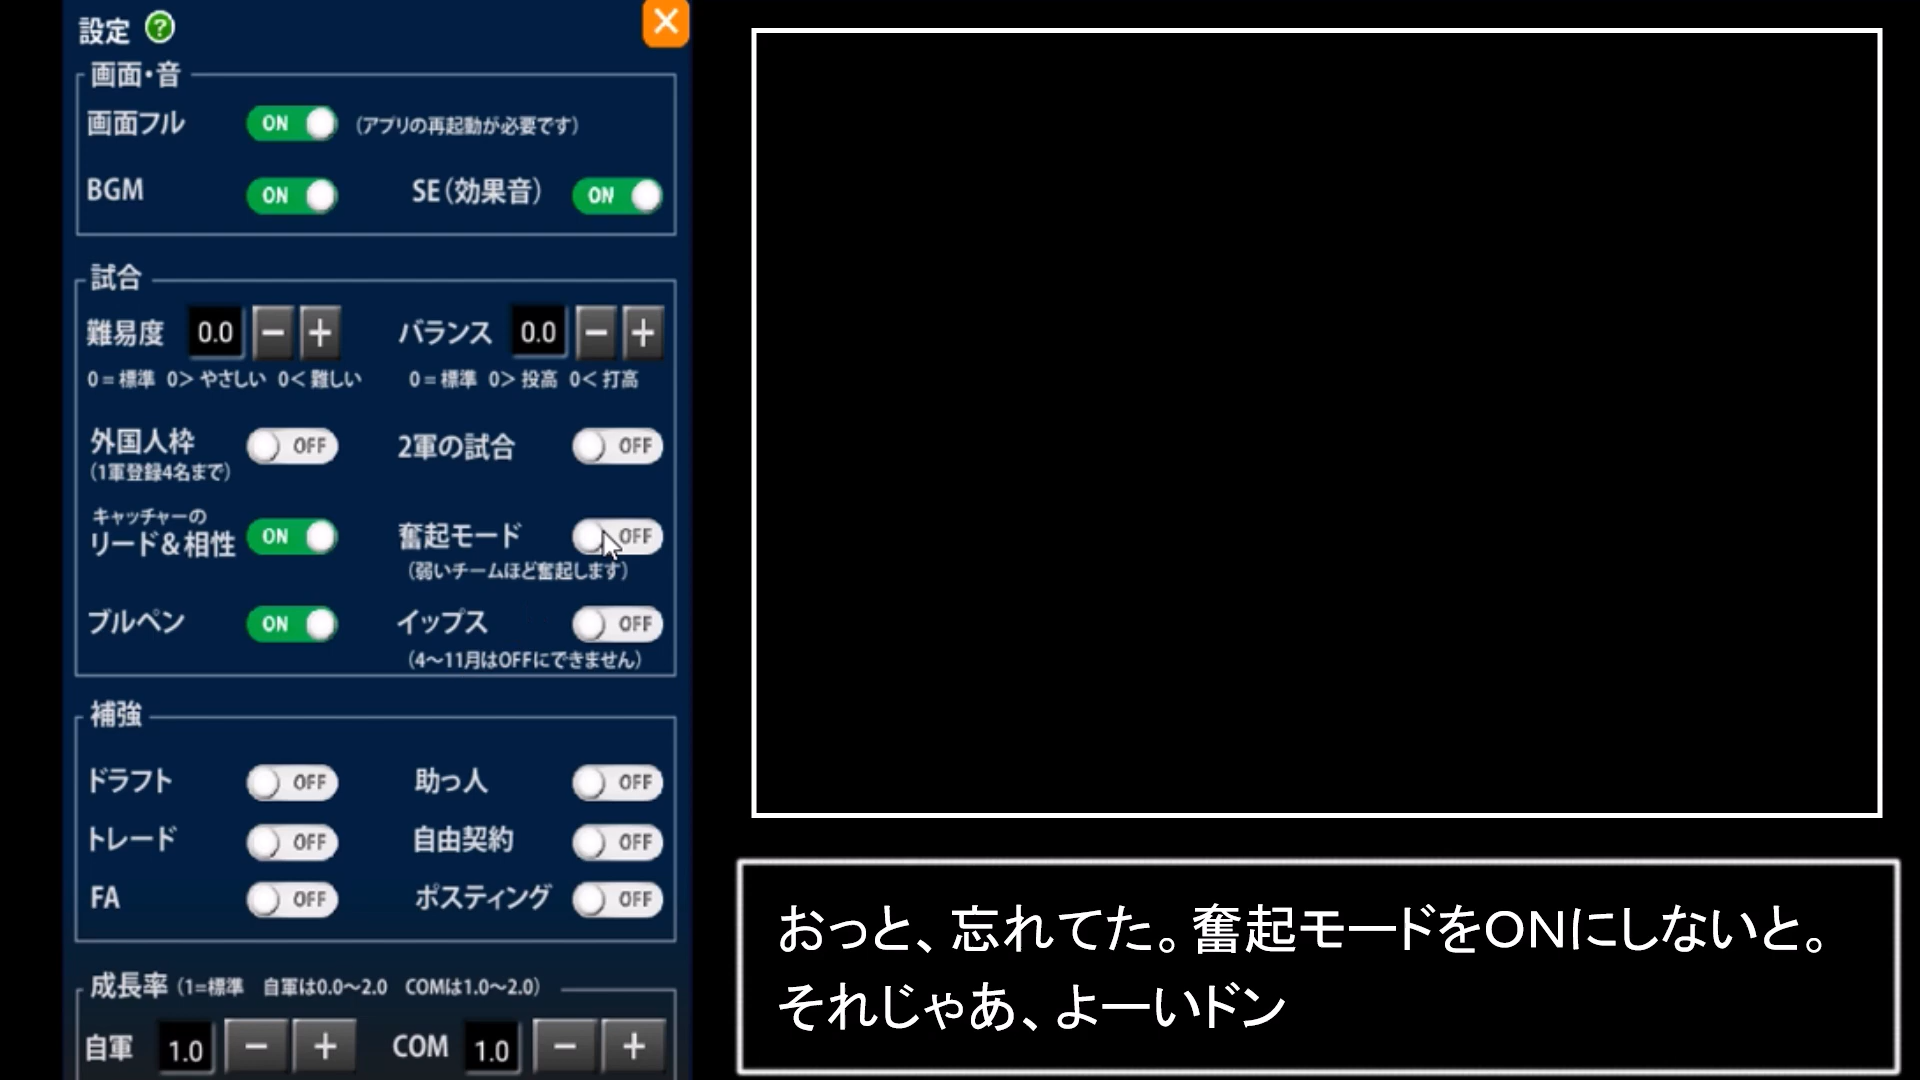 設定 ?
画面・音
画面フル ON (アプリの再起動が必要です)
BGM ON SE(効果音) ON
試合
難易度 0.0 − + バランス 0.0 − +
0=標準 0>やさしい 0<難しい 0=標準 0>投高 0<打高
外国人枠 OFF 2軍の試合 OFF
(1軍登録4名まで)
キャッチャーの
リード&相性 ON 奮起モード OFF
(弱いチームほど奮起します)
ブルペン ON イップス OFF
(4~11月はOFFにできません)
補強
ドラフト OFF 助っ人 OFF
トレード OFF 自由契約 OFF
FA OFF ポスティング OFF
成長率 (1=標準 自軍は0.0~2.0 COMは1.0~2.0)
自軍 1.0 − + COM 1.0 − +
おっと、忘れてた。奮起モードをONにしないと。
それじゃあ、よーいドン